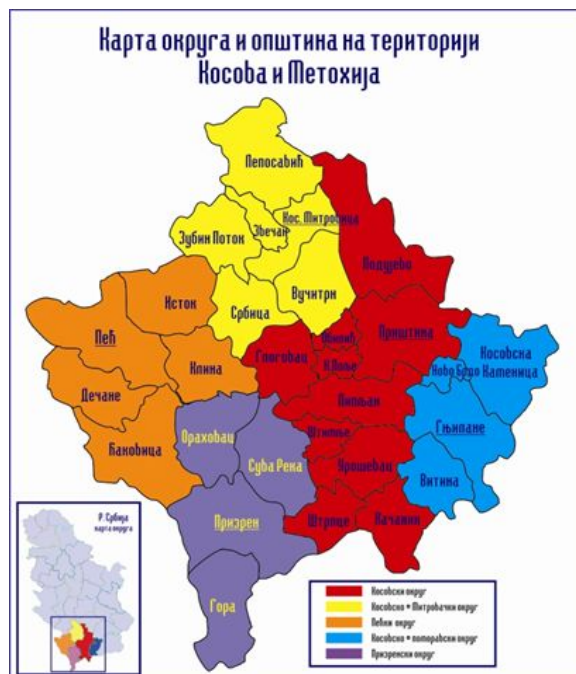 Карта округа и општина на територији
Косова и Метохија
Лепосавић
Кос. Митровица
Звечан
Зубин Поток
Подујево
Вучитрн
Србица
Исток
Пећ
Обилић
Приштина
Глоговац
К.Поље
Косовска
Каменица
Ново Брдо
Клина
Дечане
Липљан
Гњилане
Ораховац
Штимље
Ђаковица
Сува Река
Урошевац
Витина
Призрен
Штрпце
Качаник
Гора
Р. Србија
карта округа
Косовски округ
Косовско • Митровачки округ
Пећки округ
Косовско • поморавски округ
Призренски округ